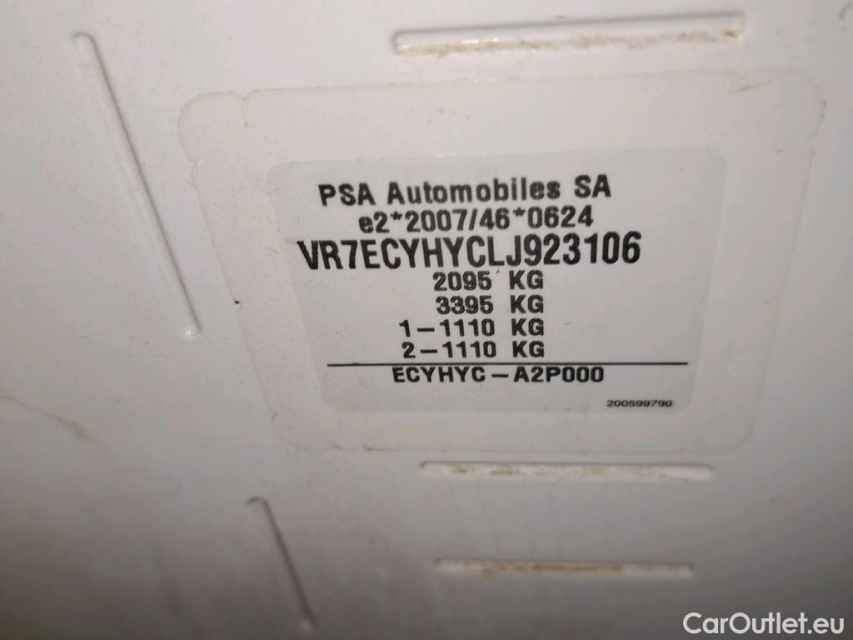 PSA Automobiles SA
e2*2007/46*0624
VR7ECYHYCLJ923106
2095 KG
3395 KG
1-1110 KG
2-1110 KG
ECYHYC-A2P000
200599790
CarOutlet.eu